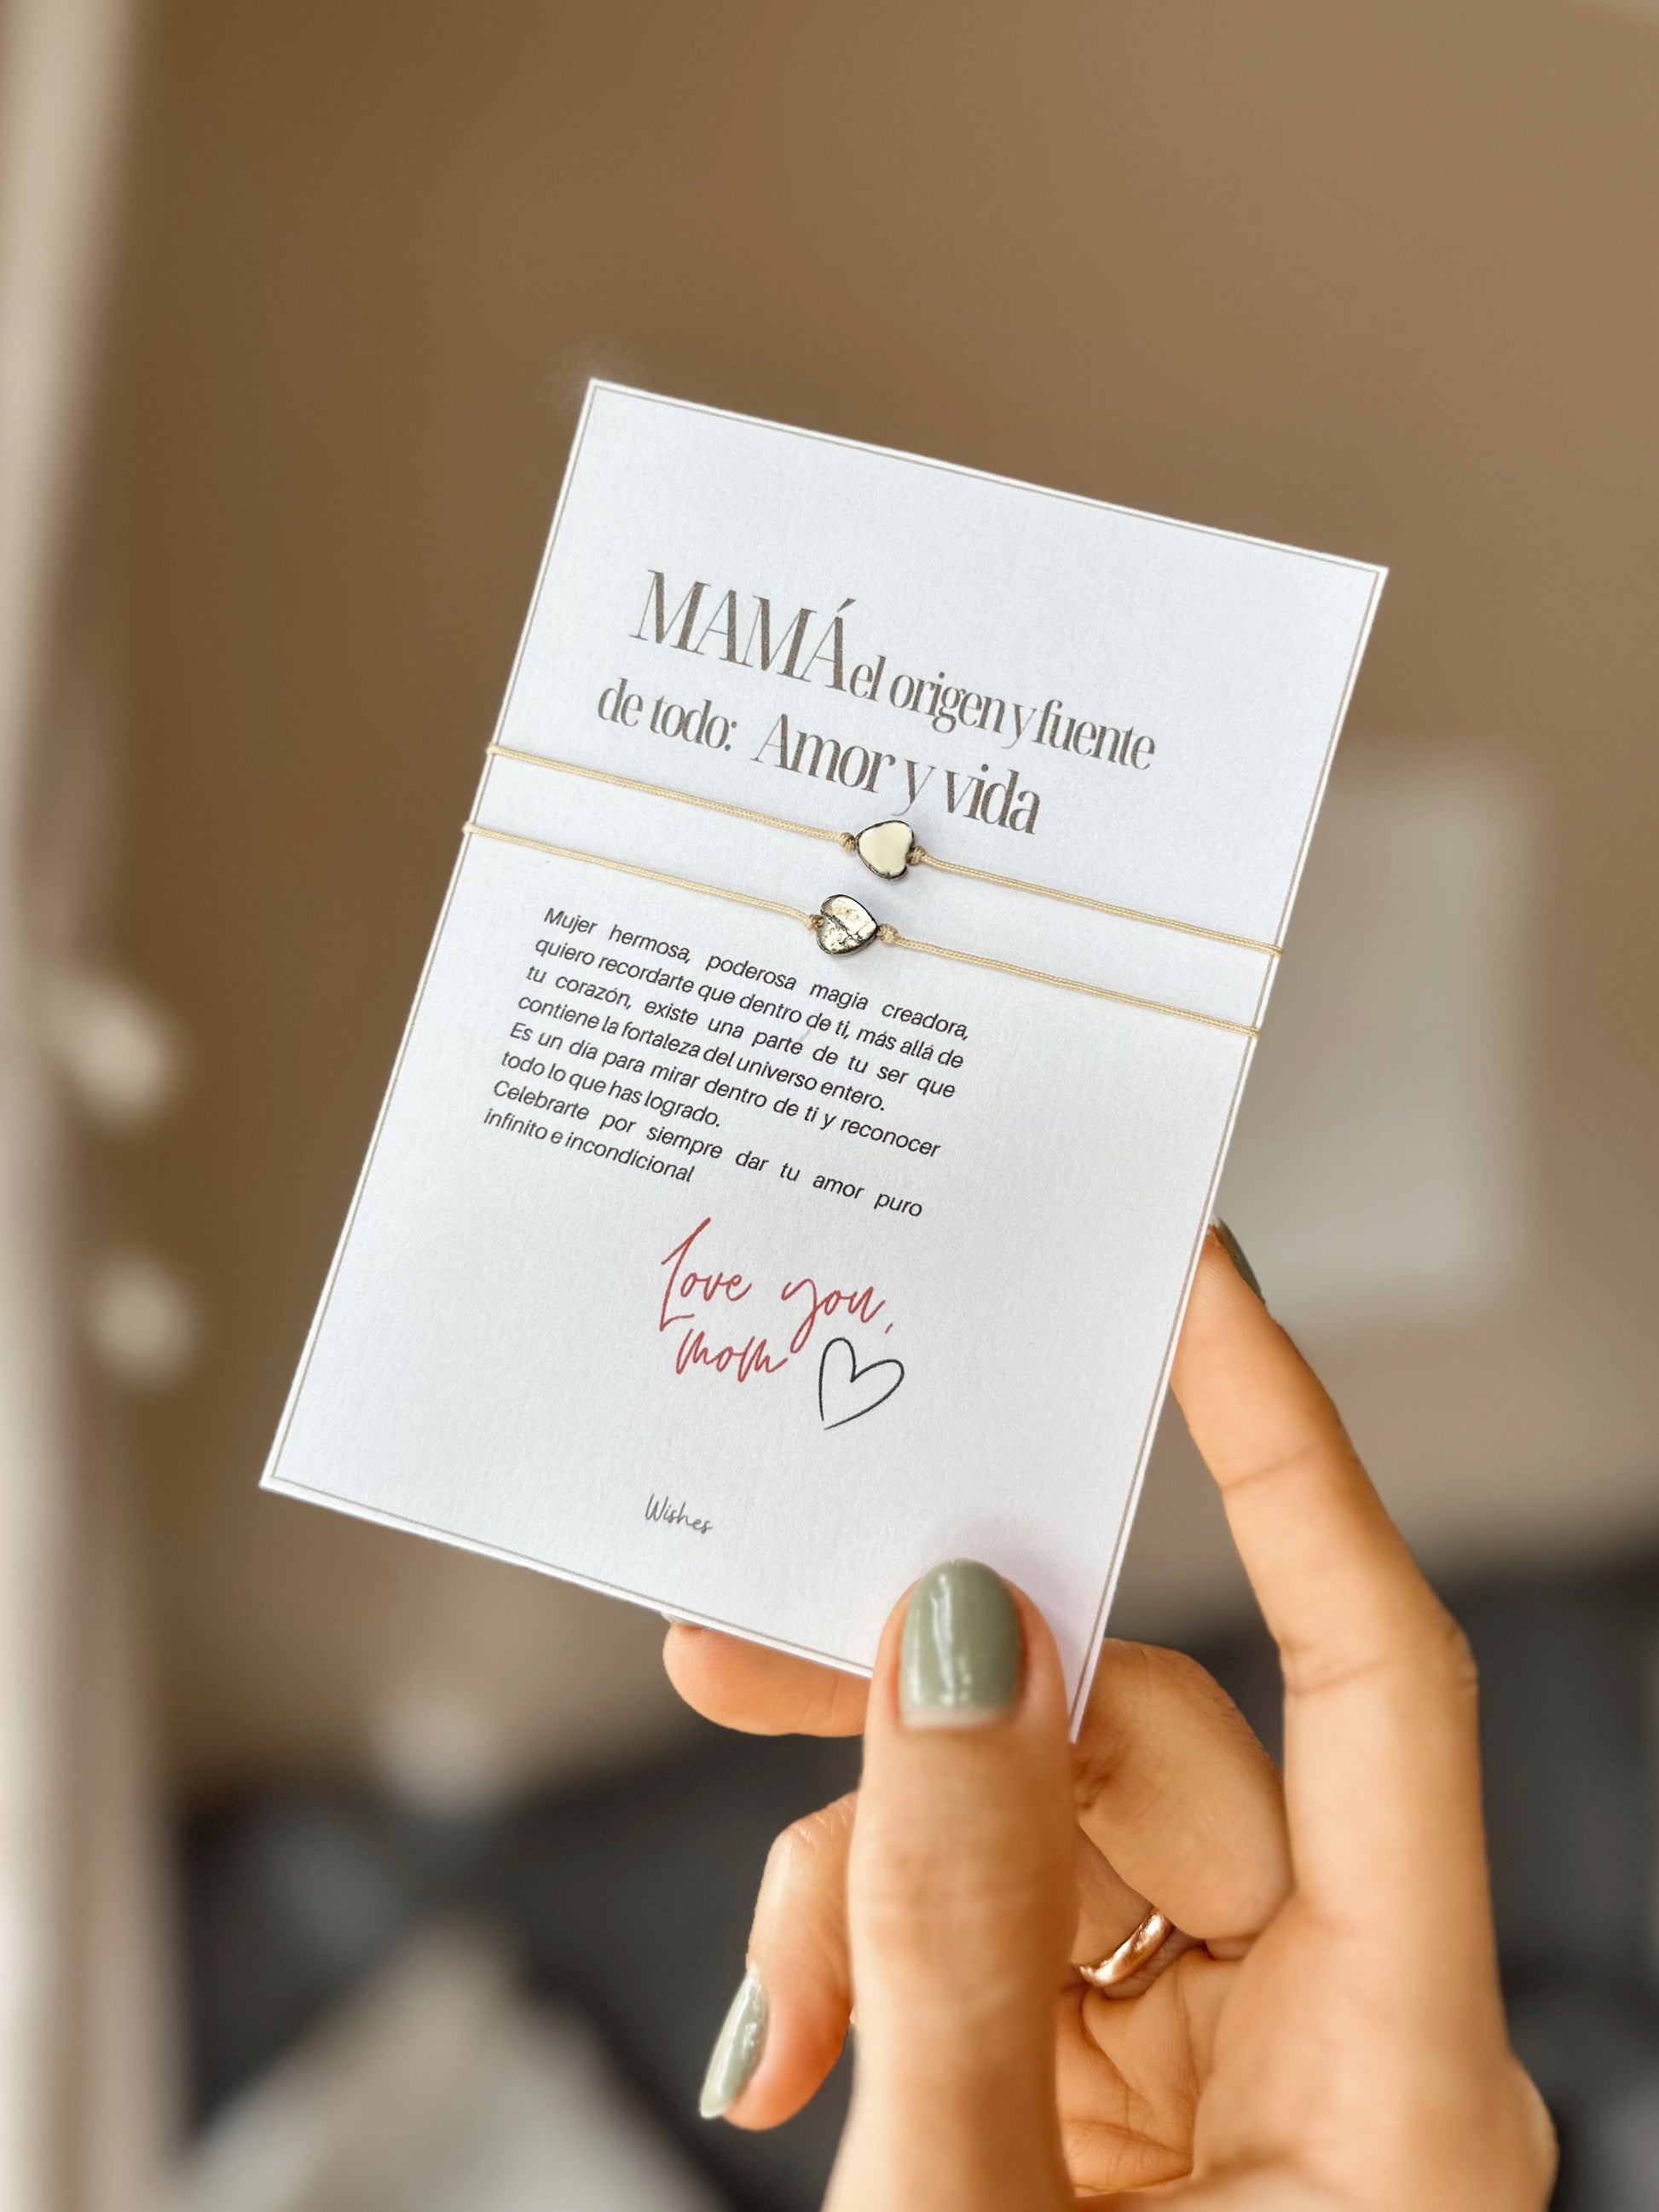 MAMÁ el origen y fuente
de todo: Amor y vida
Mujer hermosa, poderosa magia creadora,
quiero recordarte que dentro de ti, más allá de
tu corazón, existe una parte de tu ser que
contiene la fortaleza del universo entero.
Es un día para mirar dentro de ti y reconocer
todo lo que has logrado.
Celebrarte por siempre dar tu amor puro
infinito e incondicional
Love you,
mom
Wishes